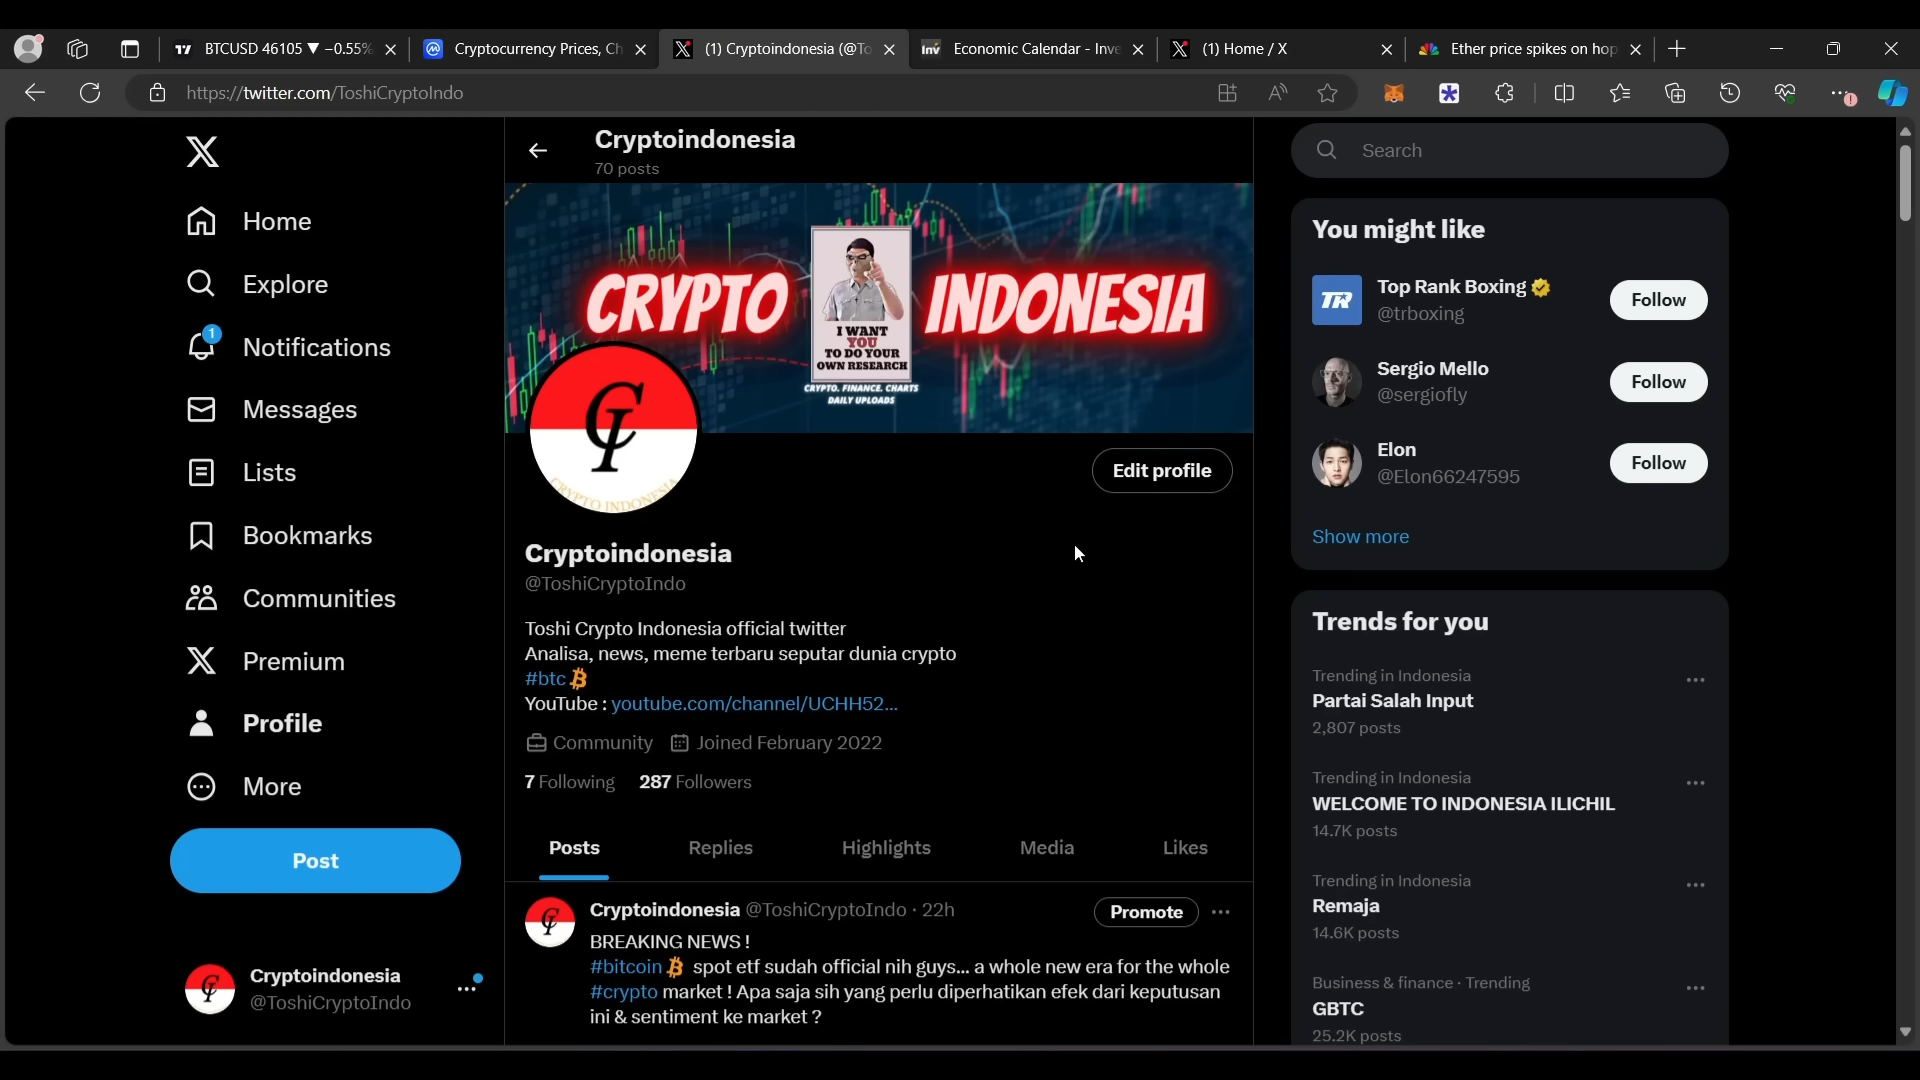 BTCUSD 46105 ▼ −0.55%
Cryptocurrency Prices, Ch
(1) Cryptoindonesia (@To
Inv
Economic Calendar - Inve
(1) Home / X
Ether price spikes on hop
https://twitter.com/ToshiCryptoIndo
Home
Explore
1
Notifications
Messages
Lists
Bookmarks
Communities
Premium
Profile
More
Post
Cryptoindonesia
@ToshiCryptoIndo
Cryptoindonesia
70 posts
CRYPTO
INDONESIA
I WANT
YOU
TO DO YOUR
OWN RESEARCH
CRYPTO. FINANCE. CHARTS
DAILY UPLOADS
CRYPTO INDONESIA
Edit profile
Cryptoindonesia
@ToshiCryptoIndo
Toshi Crypto Indonesia official twitter
Analisa, news, meme terbaru seputar dunia crypto
#btc
YouTube : youtube.com/channel/UCHH52...
Community Joined February 2022
7 Following 287 Followers
Posts Replies Highlights Media Likes
Cryptoindonesia @ToshiCryptoIndo · 22h
Promote
BREAKING NEWS !
#bitcoin spot etf sudah official nih guys... a whole new era for the whole
#crypto market ! Apa saja sih yang perlu diperhatikan efek dari keputusan
ini & sentiment ke market ?
Search
You might like
TR
Top Rank Boxing
@trboxing
Follow
Sergio Mello
@sergiofly
Follow
Elon
@Elon66247595
Follow
Show more
Trends for you
Trending in Indonesia
Partai Salah Input
2,807 posts
Trending in Indonesia
WELCOME TO INDONESIA ILICHIL
14.7K posts
Trending in Indonesia
Remaja
14.6K posts
Business & finance · Trending
GBTC
25.2K posts